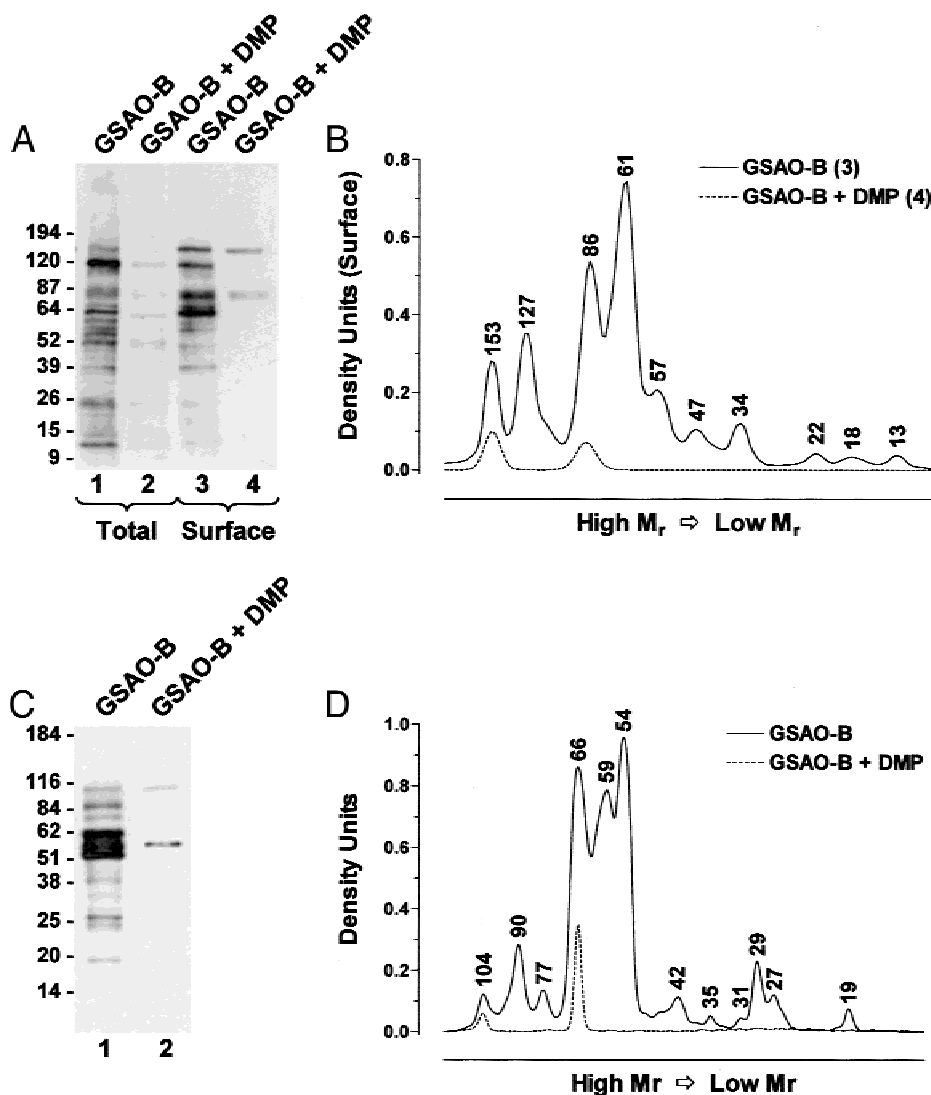 A
GSAO-B
GSAO-B + DMP
GSAO-B
GSAO-B + DMP
194 -
120 -
87 -
64 -
52 -
39 -
26 -
15 -
9 -
1 2 3 4
Total Surface
B
Density Units (Surface)
0.8
0.6
0.4
0.2
0.0
153
127
86
61
57
47
34
22
18
13
GSAO-B (3)
GSAO-B + DMP (4)
High Mr ⇨ Low Mr
C
GSAO-B
GSAO-B + DMP
184 -
116 -
84 -
62 -
51 -
38 -
25 -
20 -
14 -
1 2
D
Density Units
1.0
0.8
0.6
0.4
0.2
0.0
104
90
77
66
59
54
42
35
31
29
27
19
GSAO-B
GSAO-B + DMP
High Mr ⇨ Low Mr